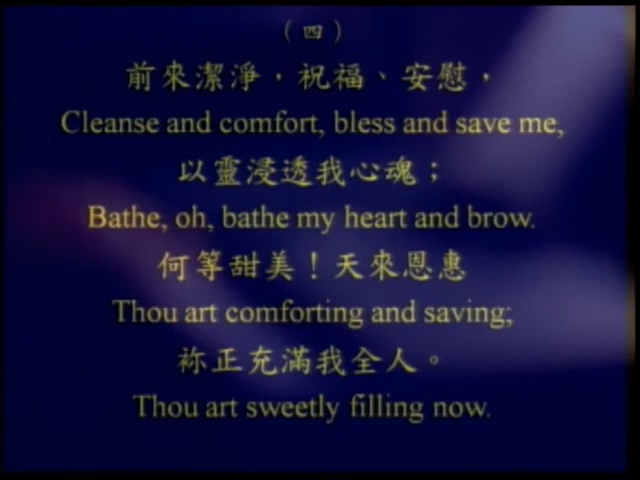 （四）
前來潔淨，祝福、安慰，
Cleanse and comfort, bless and save me,
以靈浸透我心魂；
Bathe, oh, bathe my heart and brow.
何等甜美！天來恩惠
Thou art comforting and saving;
祢正充滿我全人。
Thou art sweetly filling now.